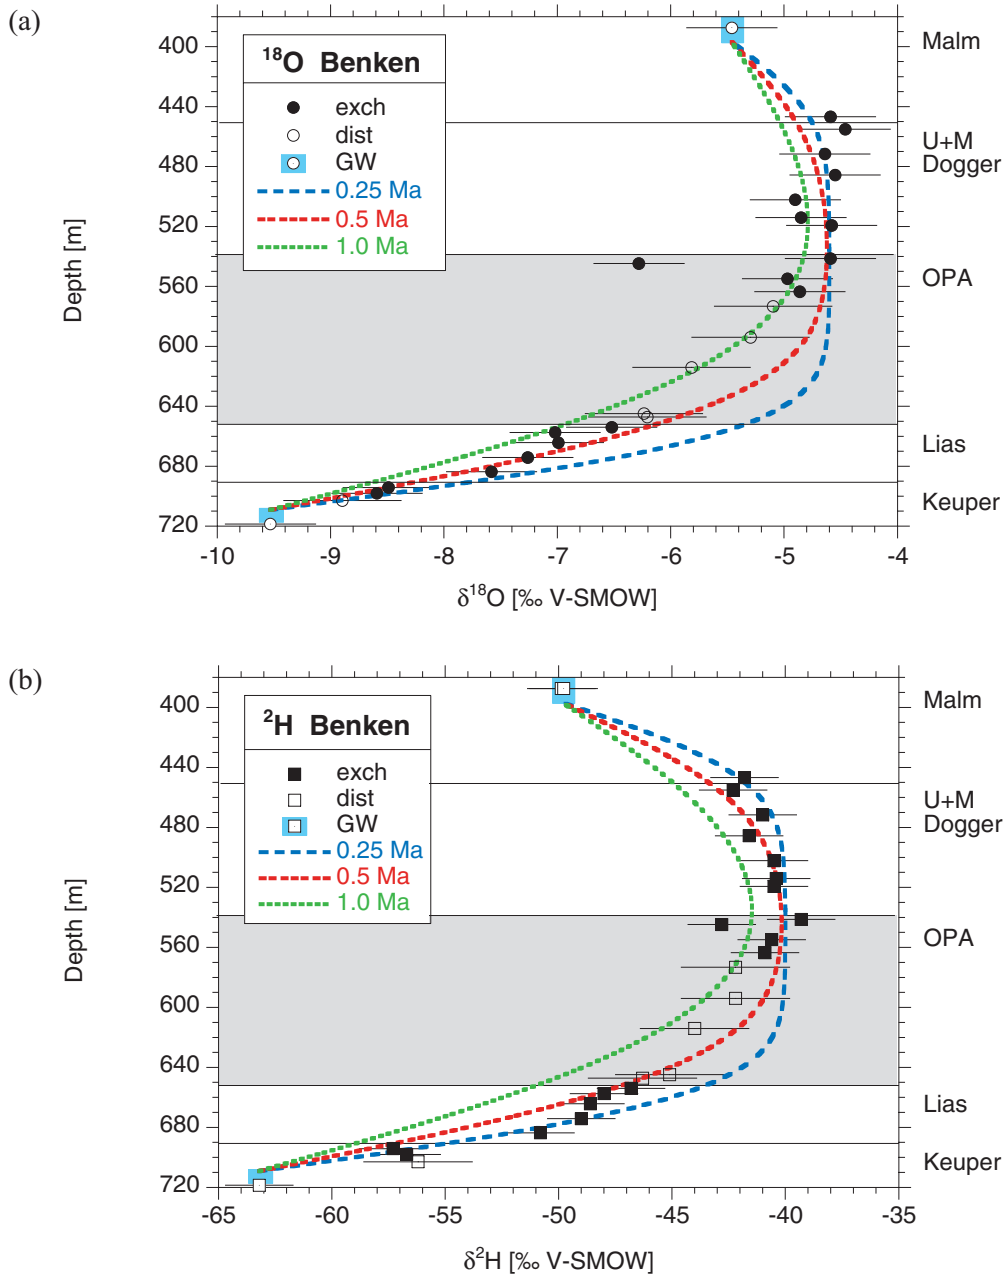 (a)
18O Benken
exch
dist
GW
0.25 Ma
0.5 Ma
1.0 Ma
400
440
480
520
560
600
640
680
720
Depth [m]
-10
-9
-8
-7
-6
-5
-4
δ18O [‰ V-SMOW]
Malm
U+M
Dogger
OPA
Lias
Keuper
(b)
2H Benken
exch
dist
GW
0.25 Ma
0.5 Ma
1.0 Ma
400
440
480
520
560
600
640
680
720
Depth [m]
-65
-60
-55
-50
-45
-40
-35
δ2H [‰ V-SMOW]
Malm
U+M
Dogger
OPA
Lias
Keuper